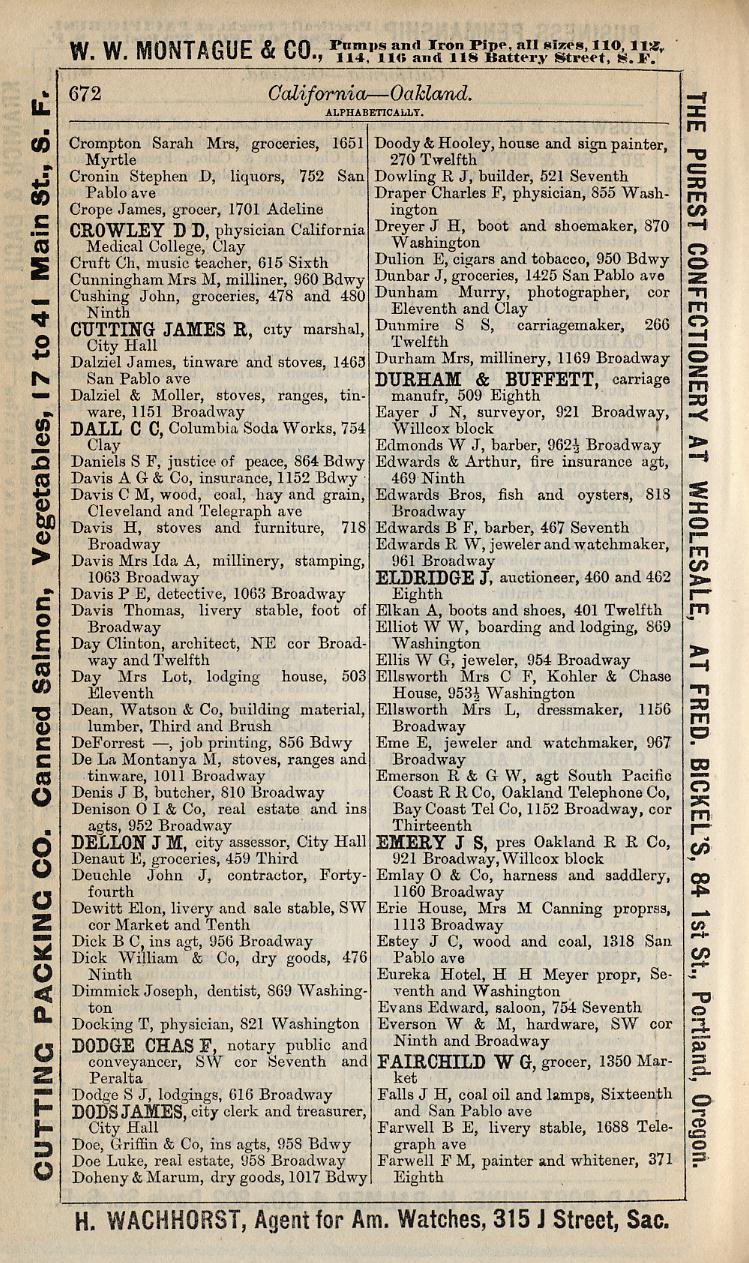 W. W. MONTAGUE & CO., Pumps and Iron Pipe, all sizes, 110, 112,
114, 116 and 118 Battery Street, S. F.
672
California—Oakland.
ALPHABETICALLY.
Crompton Sarah Mrs, groceries, 1651
Myrtle
Cronin Stephen D, liquors, 752 San
Pablo ave
Crope James, grocer, 1701 Adeline
CROWLEY D D, physician California
Medical College, Clay
Cruft Ch, music teacher, 615 Sixth
Cunningham Mrs M, milliner, 960 Bdwy
Cushing John, groceries, 478 and 480
Ninth
CUTTING JAMES R, city marshal,
City Hall
Dalziel James, tinware and stoves, 1463
San Pablo ave
Dalziel & Moller, stoves, ranges, tin-
ware, 1151 Broadway
DALL C C, Columbia Soda Works, 754
Clay
Daniels S F, justice of peace, 864 Bdwy
Davis A G & Co, insurance, 1152 Bdwy
Davis C M, wood, coal, hay and grain,
Cleveland and Telegraph ave
Davis H, stoves and furniture, 718
Broadway
Davis Mrs Ida A, millinery, stamping,
1063 Broadway
Davis P E, detective, 1063 Broadway
Davis Thomas, livery stable, foot of
Broadway
Day Clinton, architect, NE cor Broad-
way and Twelfth
Day Mrs Lot, lodging house, 503
Eleventh
Dean, Watson & Co, building material,
lumber, Third and Brush
DeForrest —, job printing, 856 Bdwy
De La Montanya M, stoves, ranges and
tinware, 1011 Broadway
Denis J B, butcher, 810 Broadway
Denison O I & Co, real estate and ins
agts, 952 Broadway
DELLON J M, city assessor, City Hall
Denaut E, groceries, 459 Third
Deuchle John J, contractor, Forty-
fourth
Dewitt Elon, livery and sale stable, SW
cor Market and Tenth
Dick B C, ins agt, 956 Broadway
Dick William & Co, dry goods, 476
Ninth
Dimmick Joseph, dentist, 869 Washing-
ton
Docking T, physician, 821 Washington
DODGE CHAS F, notary public and
conveyancer, SW cor Seventh and
Peralta
Dodge S J, lodgings, 616 Broadway
DODS JAMES, city clerk and treasurer,
City Hall
Doe, Griffin & Co, ins agts, 958 Bdwy
Doe Luke, real estate, 958 Broadway
Doheny & Marum, dry goods, 1017 Bdwy
Doody & Hooley, house and sign painter,
270 Twelfth
Dowling R J, builder, 521 Seventh
Draper Charles F, physician, 855 Wash-
ington
Dreyer J H, boot and shoemaker, 870
Washington
Dulion E, cigars and tobacco, 950 Bdwy
Dunbar J, groceries, 1425 San Pablo ave
Dunham Murry, photographer, cor
Eleventh and Clay
Dunmire S S, carriagemaker, 266
Twelfth
Durham Mrs, millinery, 1169 Broadway
DURHAM & BUFFETT, carriage
manufr, 509 Eighth
Eayer J N, surveyor, 921 Broadway,
Willcox block
Edmonds W J, barber, 962½ Broadway
Edwards & Arthur, fire insurance agt,
469 Ninth
Edwards Bros, fish and oysters, 818
Broadway
Edwards B F, barber, 467 Seventh
Edwards R W, jeweler and watchmaker,
961 Broadway
ELDRIDGE J, auctioneer, 460 and 462
Eighth
Elkan A, boots and shoes, 401 Twelfth
Elliot W W, boarding and lodging, 869
Washington
Ellis W G, jeweler, 954 Broadway
Ellsworth Mrs C F, Kohler & Chase
House, 953½ Washington
Ellsworth Mrs L, dressmaker, 1156
Broadway
Eme E, jeweler and watchmaker, 967
Broadway
Emerson R & G W, agt South Pacific
Coast R R Co, Oakland Telephone Co,
Bay Coast Tel Co, 1152 Broadway, cor
Thirteenth
EMERY J S, pres Oakland R R Co,
921 Broadway, Willcox block
Emlay O & Co, harness and saddlery,
1160 Broadway
Erie House, Mrs M Canning proprss,
1113 Broadway
Estey J C, wood and coal, 1318 San
Pablo ave
Eureka Hotel, H H Meyer propr, Se-
venth and Washington
Evans Edward, saloon, 754 Seventh
Everson W & M, hardware, SW cor
Ninth and Broadway
FAIRCHILD W G, grocer, 1350 Mar-
ket
Falls J H, coal oil and lamps, Sixteenth
and San Pablo ave
Farwell B E, livery stable, 1688 Tele-
graph ave
Farwell F M, painter and whitener, 371
Eighth
CUTTING PACKING CO. Canned Salmon, Vegetables, 17 to 41 Main St., S. F.
THE PUREST CONFECTIONERY AT WHOLESALE, AT FRED. BICKEL'S, 84 1st St., Portland, Oregon.
H. WACHHORST, Agent for Am. Watches, 315 J Street, Sac.